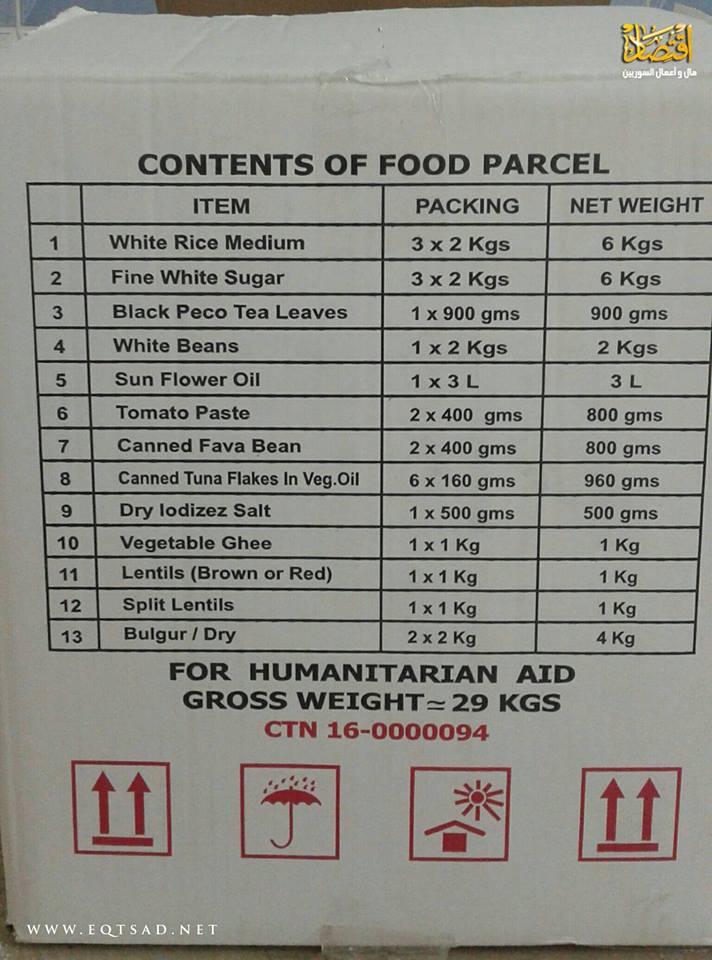 اقتصاد
مال و أعمال السوريين
CONTENTS OF FOOD PARCEL
ITEM PACKING NET WEIGHT
1 White Rice Medium 3 x 2 Kgs 6 Kgs
2 Fine White Sugar 3 x 2 Kgs 6 Kgs
3 Black Peco Tea Leaves 1 x 900 gms 900 gms
4 White Beans 1 x 2 Kgs 2 Kgs
5 Sun Flower Oil 1 x 3 L 3 L
6 Tomato Paste 2 x 400 gms 800 gms
7 Canned Fava Bean 2 x 400 gms 800 gms
8 Canned Tuna Flakes In Veg.Oil 6 x 160 gms 960 gms
9 Dry Iodizez Salt 1 x 500 gms 500 gms
10 Vegetable Ghee 1 x 1 Kg 1 Kg
11 Lentils (Brown or Red) 1 x 1 Kg 1 Kg
12 Split Lentils 1 x 1 Kg 1 Kg
13 Bulgur / Dry 2 x 2 Kg 4 Kg
FOR HUMANITARIAN AID
GROSS WEIGHT≃29 KGS
CTN 16-0000094
WWW.EQTSAD.NET